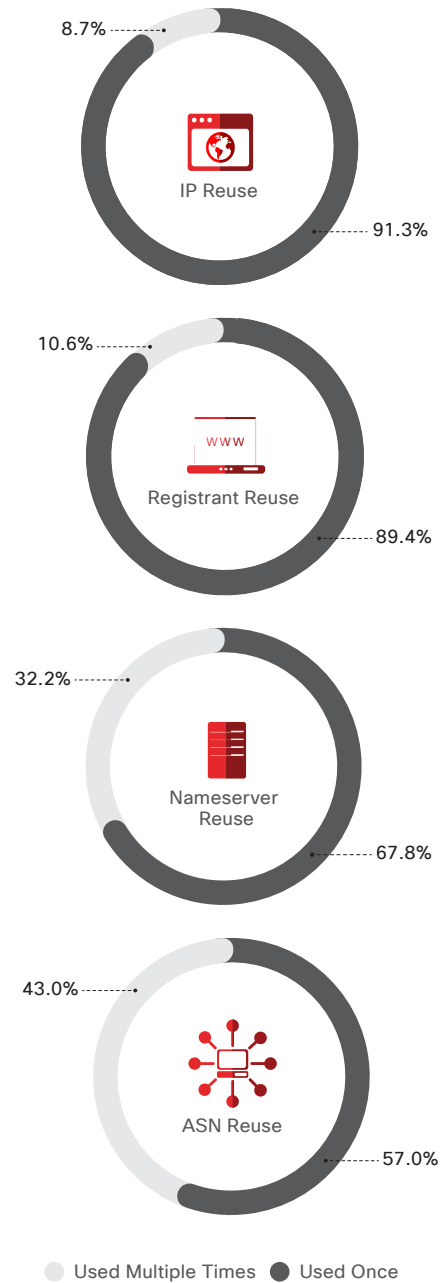 8.7%
IP Reuse
91.3%
10.6%
www
Registrant Reuse
89.4%
32.2%
Nameserver
Reuse
67.8%
43.0%
ASN Reuse
57.0%
Used Multiple Times Used Once